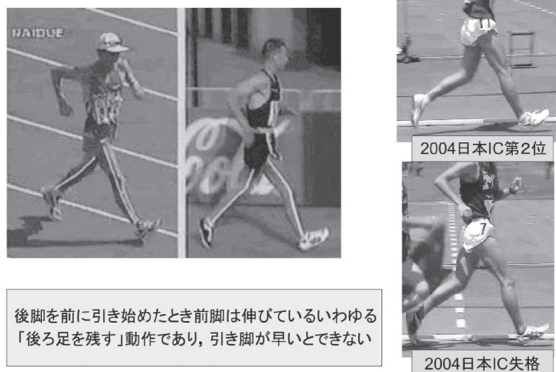 RAIDUE
Coca
7
2004日本IC第2位
後脚を前に引き始めたとき前脚は伸びているいわゆる
「後ろ足を残す」動作であり，引き脚が早いとできない
2004日本IC失格